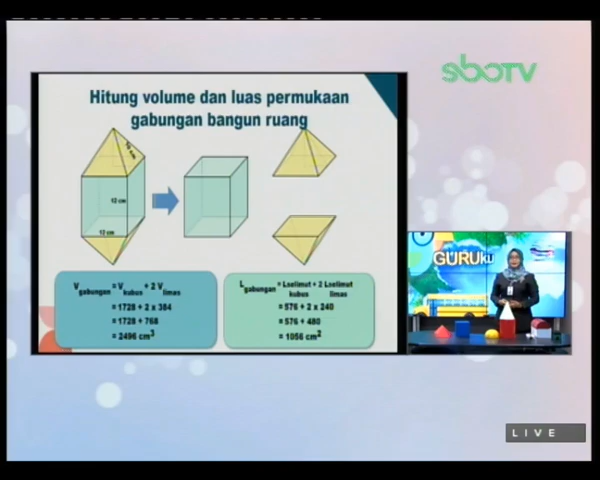 sbotv
Hitung volume dan luas permukaan
gabungan bangun ruang
10 cm
12 cm
12 cm
V gabungan = V kubus + 2 V limas
= 1728 + 2 x 384
= 1728 + 768
= 2496 cm³
L gabungan = Lselimut kubus + 2 Lselimut limas
= 576 + 2 x 240
= 576 + 480
= 1056 cm²
GURUku
LIVE